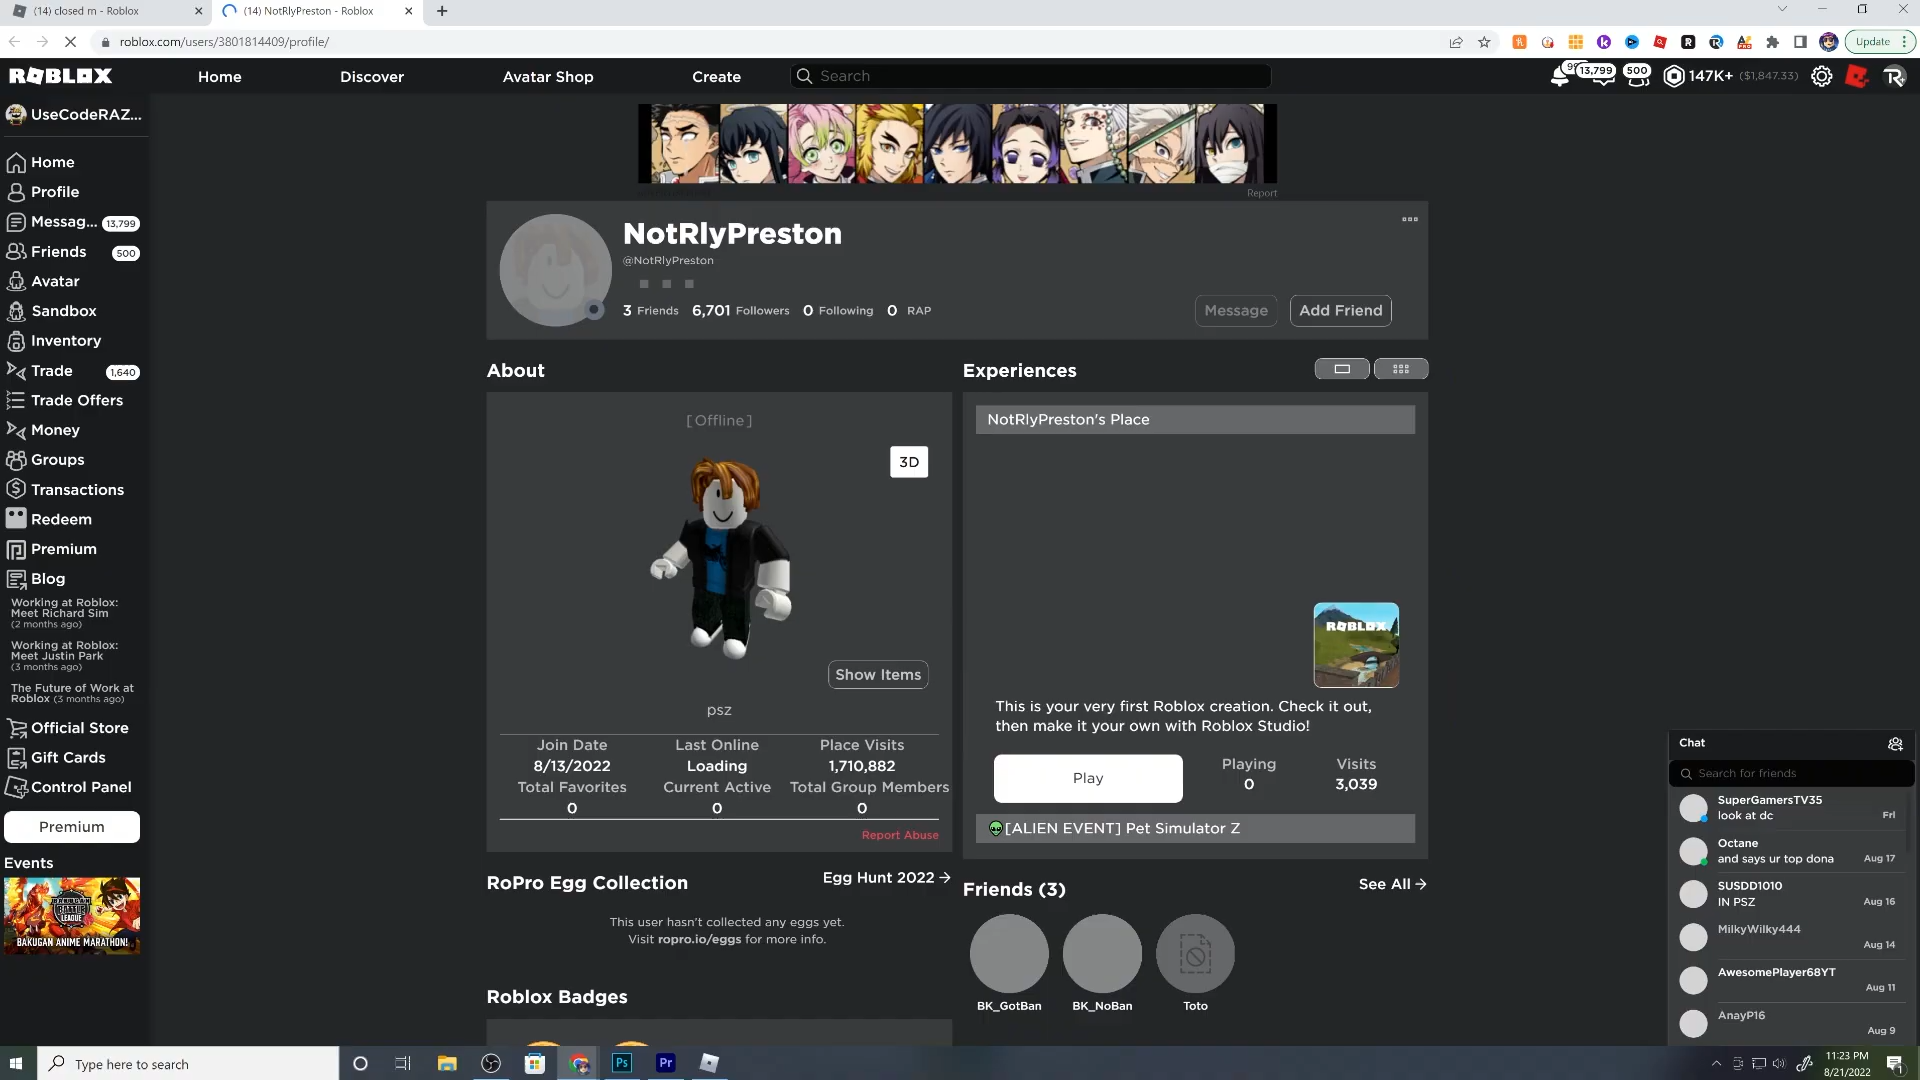 (14) closed rn - Roblox
(14) NotRlyPreston - Roblox
roblox.com/users/3801814409/profile/
Update
ROBLOX
Home
Discover
Avatar Shop
Create
Search
13,799
500
147K+
($1,847.33)
UseCodeRAZ...
Home
Profile
Messag...
13,799
Friends
500
Avatar
Sandbox
Inventory
Trade
1,640
Trade Offers
Money
Groups
Transactions
Redeem
Premium
Blog
Working at Roblox:
Meet Richard Sim
(2 months ago)
Working at Roblox:
Meet Justin Park
(3 months ago)
The Future of Work at
Roblox (3 months ago)
Official Store
Gift Cards
Control Panel
Premium
Events
BAKUGAN ANIME MARATHON!
Report
NotRlyPreston
@NotRlyPreston
3 Friends 6,701 Followers 0 Following 0 RAP
Message
Add Friend
About
[Offline]
3D
Show Items
psz
Join Date
Last Online
Place Visits
8/13/2022
Loading
1,710,882
Total Favorites
Current Active
Total Group Members
0
0
0
Report Abuse
RoPro Egg Collection
Egg Hunt 2022 →
This user hasn't collected any eggs yet.
Visit ropro.io/eggs for more info.
Roblox Badges
Experiences
NotRlyPreston's Place
ROBLOX
This is your very first Roblox creation. Check it out,
then make it your own with Roblox Studio!
Play
Playing
0
Visits
3,039
👽[ALIEN EVENT] Pet Simulator Z
Friends (3)
See All →
BK_GotBan
BK_NoBan
Toto
Chat
Search for friends
SuperGamersTV35
look at dc
Fri
Octane
and says ur top dona
Aug 17
SUSDD1010
IN PSZ
Aug 16
MilkyWilky444
Aug 14
AwesomePlayer68YT
Aug 11
AnayP16
Aug 9
Type here to search
Ps
Pr
11:23 PM
8/21/2022
1